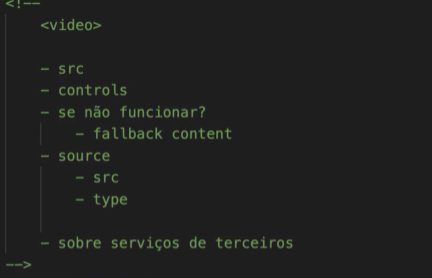 <!--
<video>
- src
- controls
- se não funcionar?
- fallback content
- source
- src
- type
- sobre serviços de terceiros
-->